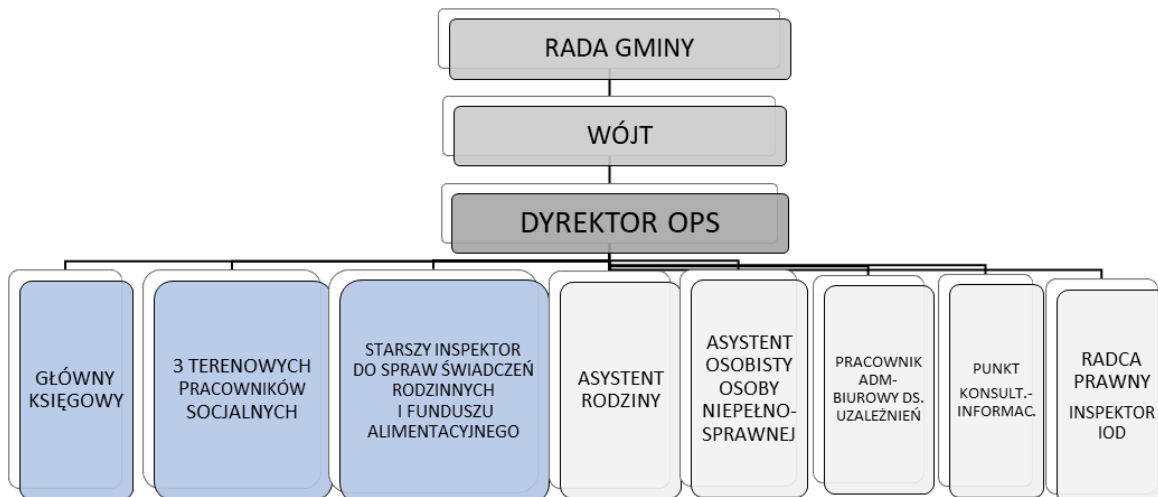 RADA GMINY
WÓJT
DYREKTOR OPS
GŁÓWNY
KSIĘGOWY
3 TERENOWYCH
PRACOWNIKÓW
SOCJALNYCH
STARSZY INSPEKTOR
DO SPRAW ŚWIADCZEŃ
RODZINNYCH
I FUNDUSZU
ALIMENTACYJNEGO
ASYSTENT
RODZINY
ASYSTENT
OSOBISTY
OSOBY
NIEPEŁNO-
SPRAWNEJ
PRACOWNIK
ADM-
BIUROWY DS.
UZALEŻNIEŃ
PUNKT
KONSULT.-
INFORMAC.
RADCA
PRAWNY
INSPEKTOR
IOD